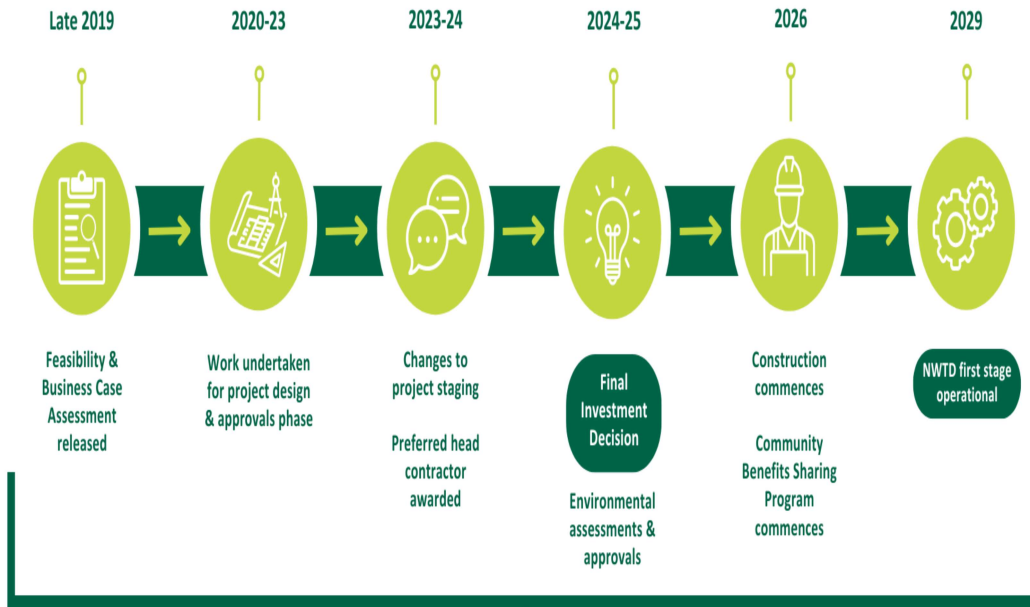 Late 2019
2020-23
2023-24
2024-25
2026
2029
Feasibility &
Business Case
Assessment
released
Work undertaken
for project design
& approvals phase
Changes to
project staging
Preferred head
contractor
awarded
Final
Investment
Decision
Environmental
assessments &
approvals
Construction
commences
Community
Benefits Sharing
Program
commences
NWTD first stage
operational